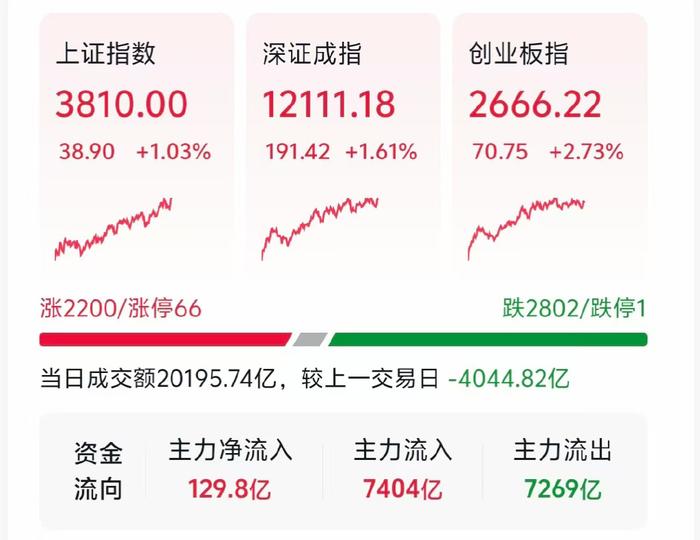 上证指数 深证成指 创业板指
3810.00 12111.18 2666.22
38.90 +1.03% 191.42 +1.61% 70.75 +2.73%
涨2200/涨停66 跌2802/跌停1
当日成交额20195.74亿，较上一交易日 -4044.82亿
资金 主力净流入 主力流入 主力流出
流向 129.8亿 7404亿 7269亿